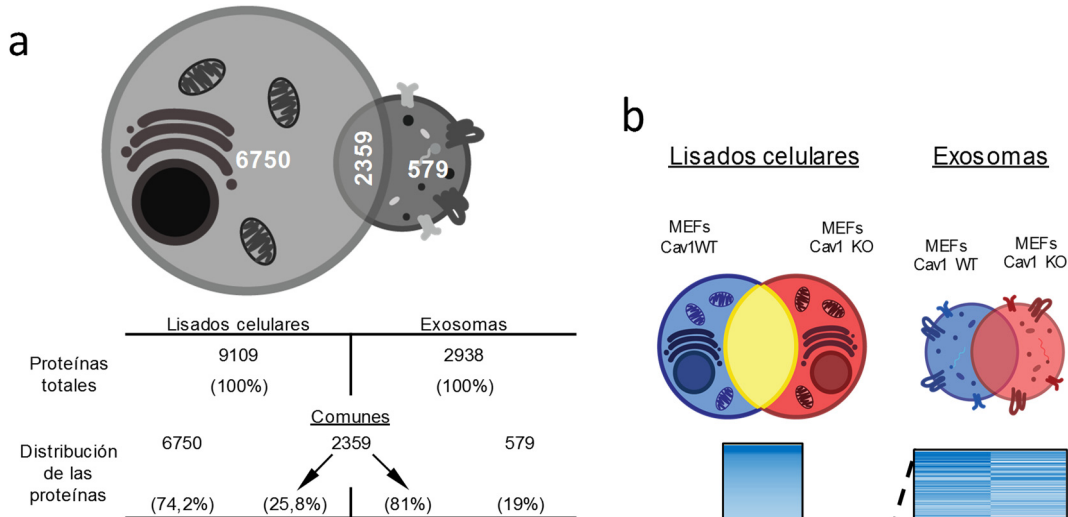 a
6750
2359
579
Lisados celulares
Exosomas
Proteínas
totales
9109
2938
(100%)
(100%)
Comunes
Distribución
de las
proteínas
6750
2359
579
(74,2%)
(25,8%)
(81%)
(19%)
b
Lisados celulares
Exosomas
MEFs
Cav1WT
MEFs
Cav1 KO
MEFs
Cav1 WT
MEFs
Cav1 KO